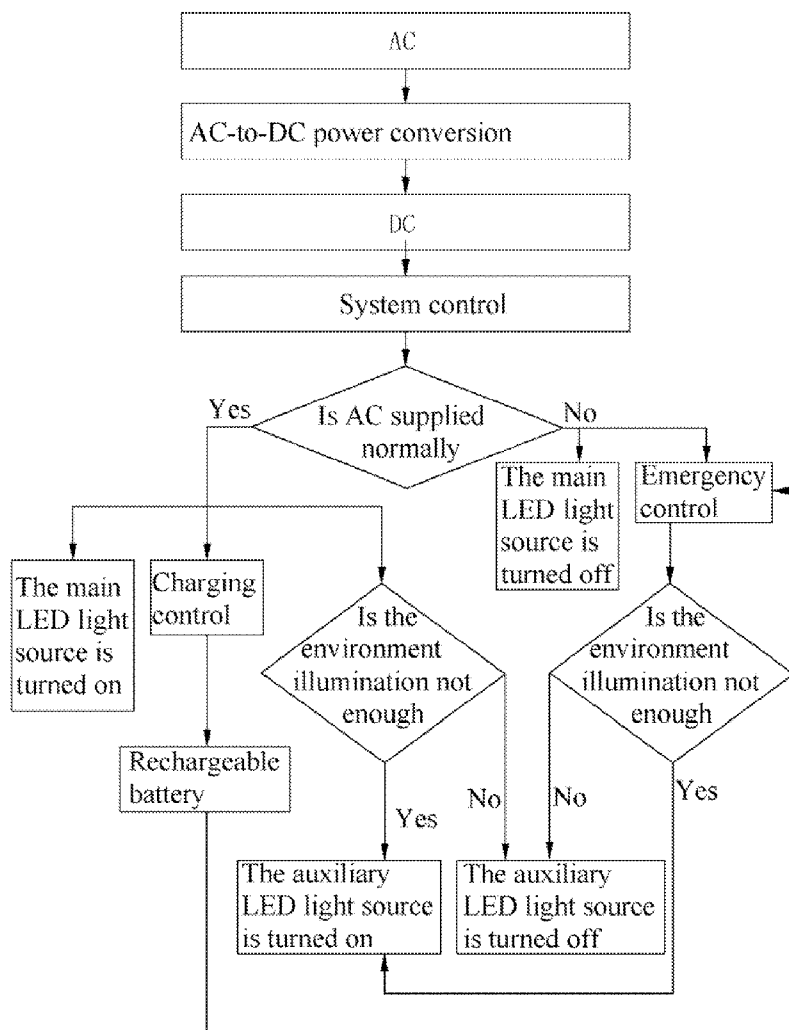 AC
AC-to-DC power conversion
DC
System control
Yes
Is AC supplied
normally
No
The main
LED light
source is
turned off
Emergency
control
The main
LED light
source is
turned on
Charging
control
Is the
environment
illumination not
enough
Is the
environment
illumination not
enough
Rechargeable
battery
Yes
No
No
Yes
The auxiliary
LED light source
is turned on
The auxiliary
LED light source
is turned off